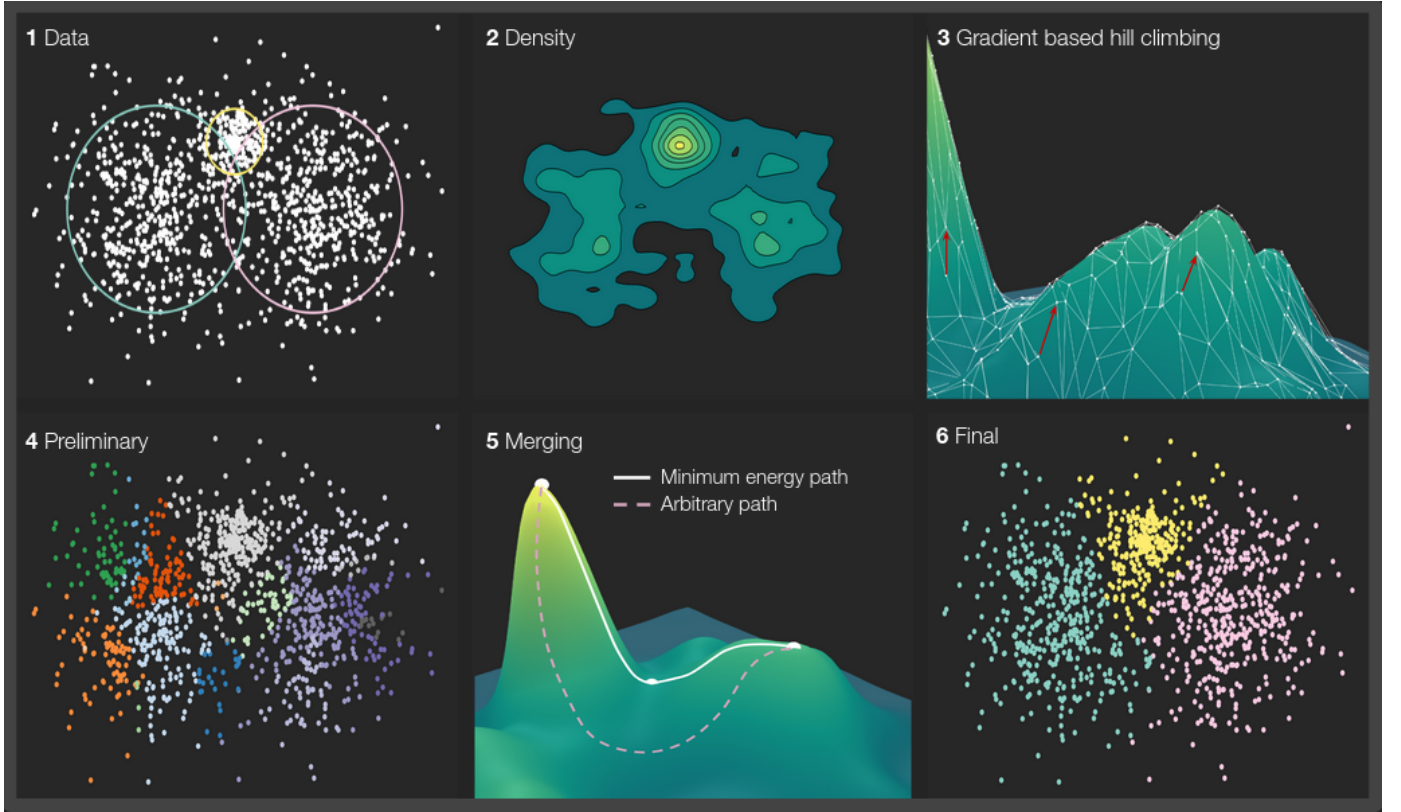 1 Data
2 Density
3 Gradient based hill climbing
4 Preliminary
5 Merging
Minimum energy path
Arbitrary path
6 Final